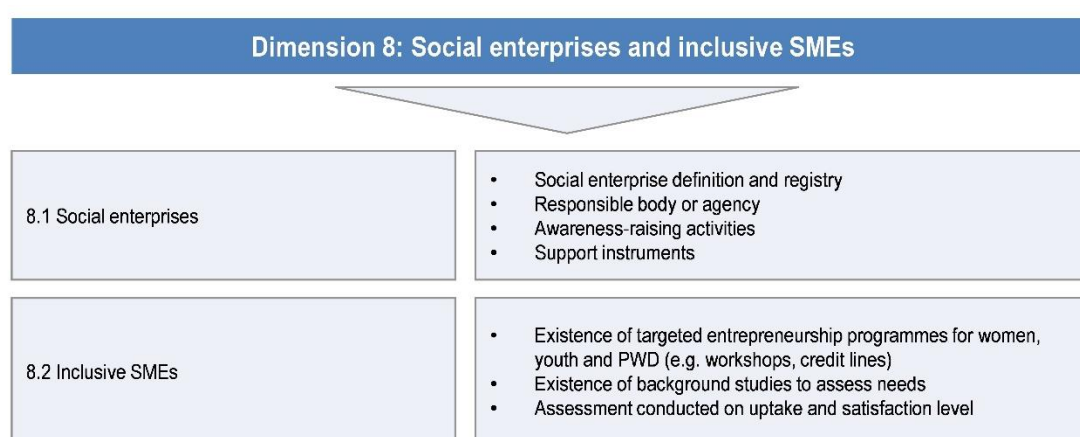 Dimension 8: Social enterprises and inclusive SMEs
8.1 Social enterprises
• Social enterprise definition and registry
• Responsible body or agency
• Awareness-raising activities
• Support instruments
8.2 Inclusive SMEs
• Existence of targeted entrepreneurship programmes for women,
youth and PWD (e.g. workshops, credit lines)
• Existence of background studies to assess needs
• Assessment conducted on uptake and satisfaction level